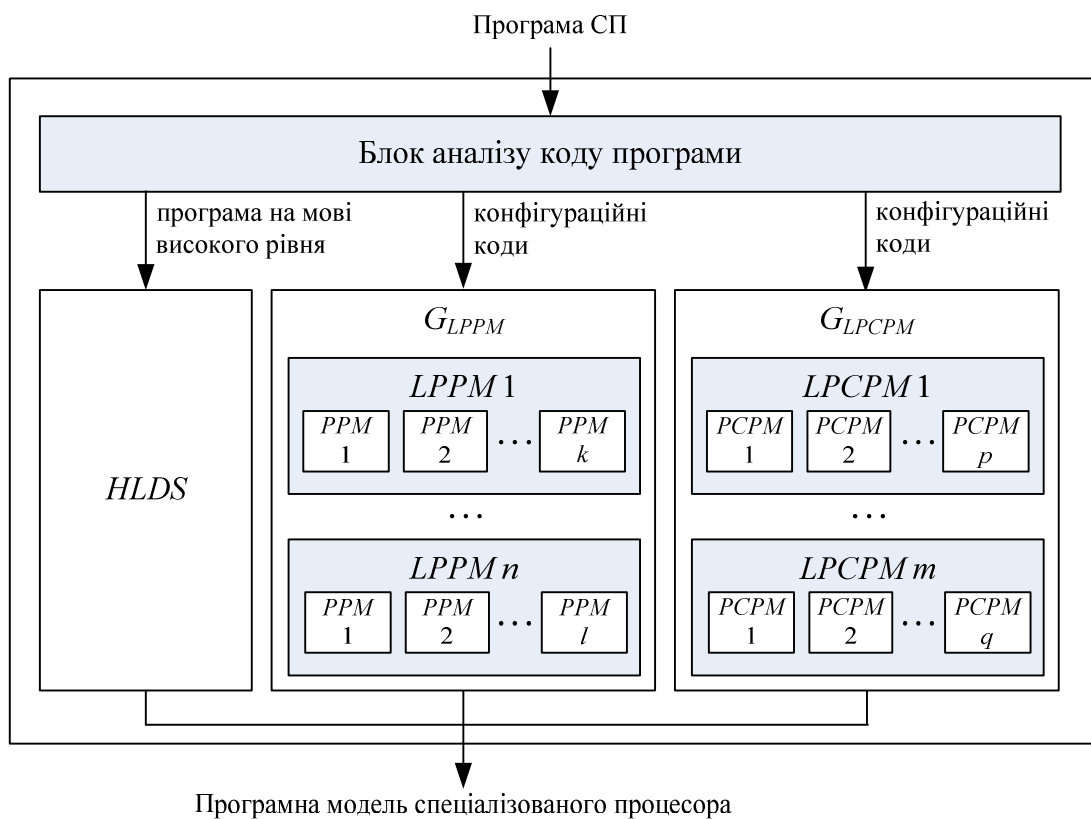 Програма СП
Блок аналізу коду програми
програма на мові
високого рівня
конфігураційні
коди
конфігураційні
коди
HLDS
G_LPPM
LPPM 1
PPM
1
PPM
2
...
PPM
k
...
LPPM n
PPM
1
PPM
2
...
PPM
l
G_LPCPM
LPCPM 1
PCPM
1
PCPM
2
...
PCPM
p
...
LPCPM m
PCPM
1
PCPM
2
...
PCPM
q
Програмна модель спеціалізованого процесора